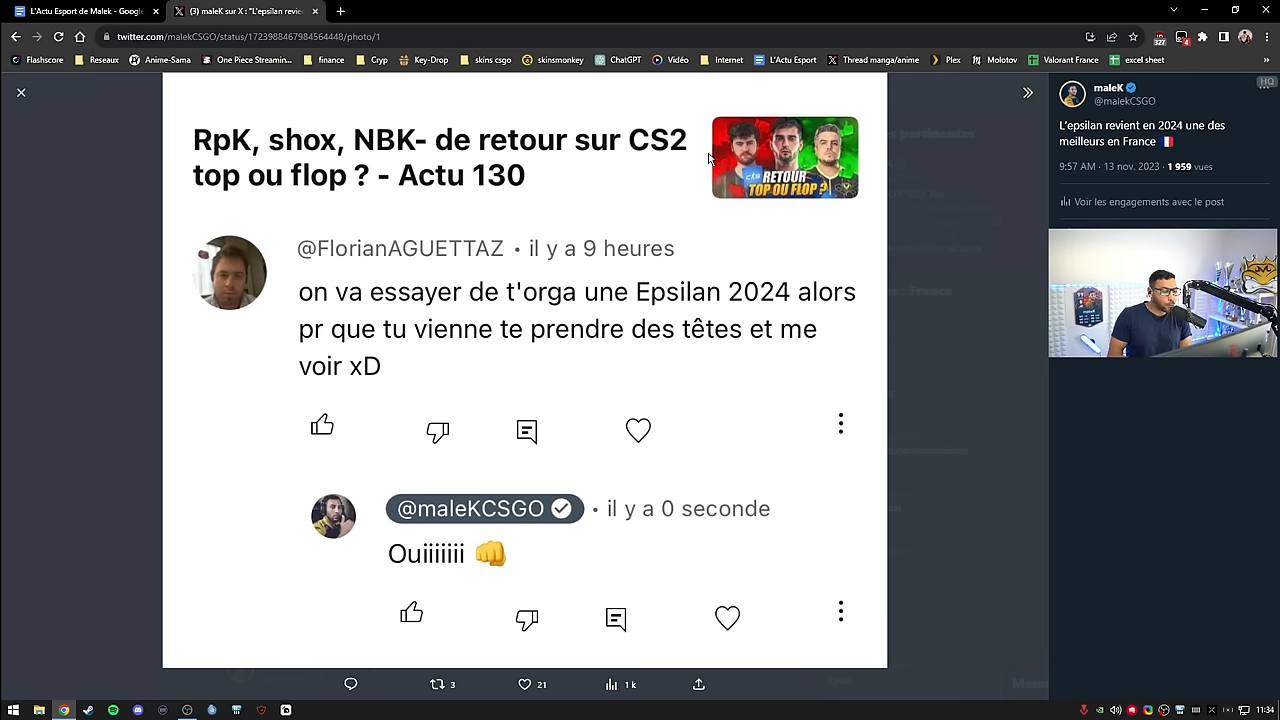 L'Actu Esport de Malek - Google
(3) maleK sur X : "L'epsilan revie
twitter.com/malekCSGO/status/1723988467984564448/photo/1
Flashscore
Reseaux
Anime-Sama
One Piece Streamin...
finance
Cryp
Key-Drop
skins csgo
skinsmonkey
ChatGPT
Vidéo
Internet
L'Actu Esport
Thread manga/anime
Plex
Molotov
Valorant France
excel sheet
RpK, shox, NBK- de retour sur CS2
top ou flop ? - Actu 130
RETOUR
TOP OU FLOP ?
@FlorianAGUETTAZ • il y a 9 heures
on va essayer de t'orga une Epsilan 2024 alors
pr que tu vienne te prendre des têtes et me
voir xD
@maleKCSGO • il y a 0 seconde
Ouiiiiiii 👊
3
21
1 k
HQ
maleK
@malekCSGO
L'epsilan revient en 2024 une des
meilleurs en France 🇫🇷
9:57 AM · 13 nov. 2023 · 1 959 vues
Voir les engagements avec le post
11:34